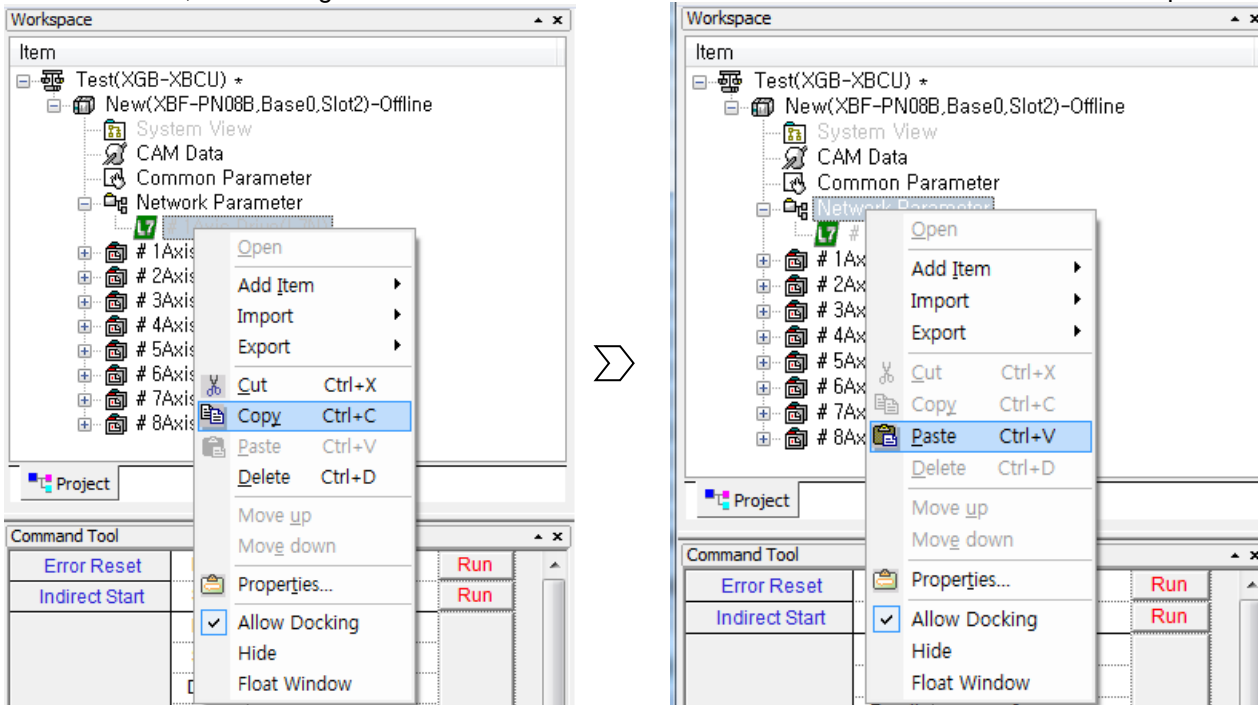 Workspace
Item
Test(XGB-XBCU) *
New(XBF-PN08B,Base0,Slot2)-Offline
System View
CAM Data
Common Parameter
Network Parameter
L7
# 1Axis
# 2Axis
# 3Axis
# 4Axis
# 5Axis
# 6Axis
# 7Axis
# 8Axis
Open
Add Item
Import
Export
Cut Ctrl+X
Copy Ctrl+C
Paste Ctrl+V
Delete Ctrl+D
Move up
Move down
Properties...
Allow Docking
Hide
Float Window
Project
Command Tool
Error Reset Run
Indirect Start Run
Workspace
Item
Test(XGB-XBCU) *
New(XBF-PN08B,Base0,Slot2)-Offline
System View
CAM Data
Common Parameter
Network Parameter
L7 #
# 1Ax
# 2Ax
# 3Ax
# 4Ax
# 5Ax
# 6Ax
# 7Ax
# 8Ax
Open
Add Item
Import
Export
Cut Ctrl+X
Copy Ctrl+C
Paste Ctrl+V
Delete Ctrl+D
Move up
Move down
Properties...
Allow Docking
Hide
Float Window
Project
Command Tool
Error Reset Run
Indirect Start Run